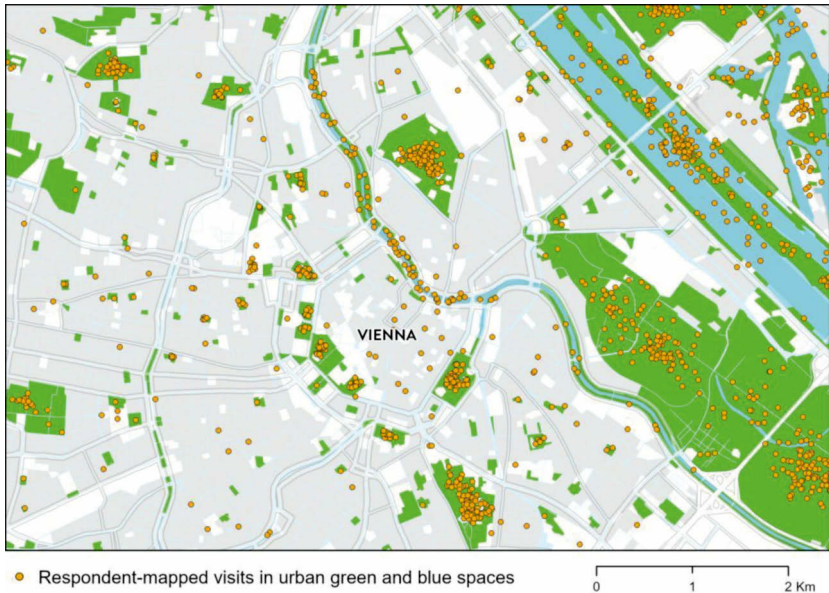 VIENNA
Respondent-mapped visits in urban green and blue spaces
0 1 2 Km